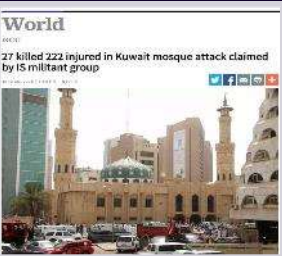 World
27 killed 222 injured in Kuwait mosque attack claimed
by IS militant group